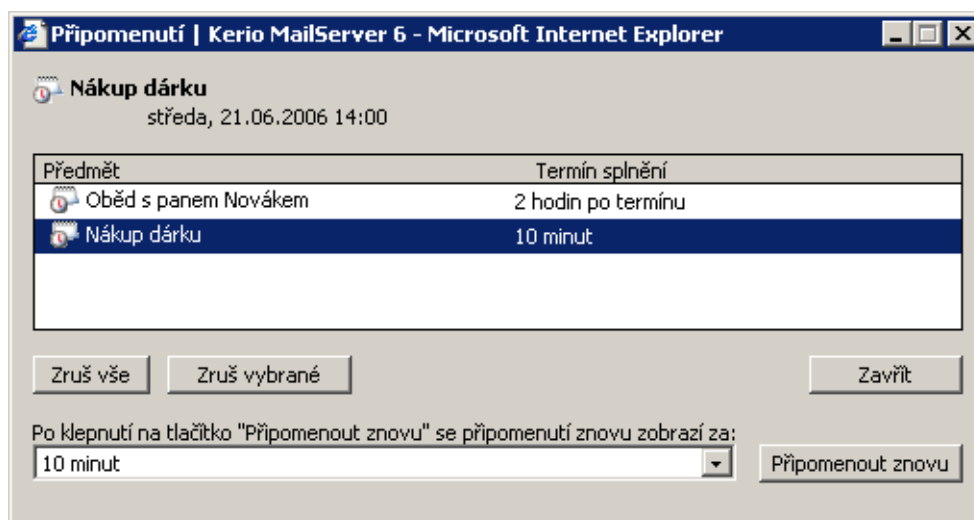 Připomenutí | Kerio MailServer 6 - Microsoft Internet Explorer
Nákup dárku
středa, 21.06.2006 14:00
Předmět Termín splnění
Oběd s panem Novákem 2 hodin po termínu
Nákup dárku 10 minut
Zruš vše Zruš vybrané Zavřít
Po klepnutí na tlačítko "Připomenout znovu" se připomenutí znovu zobrazí za:
10 minut Připomenout znovu